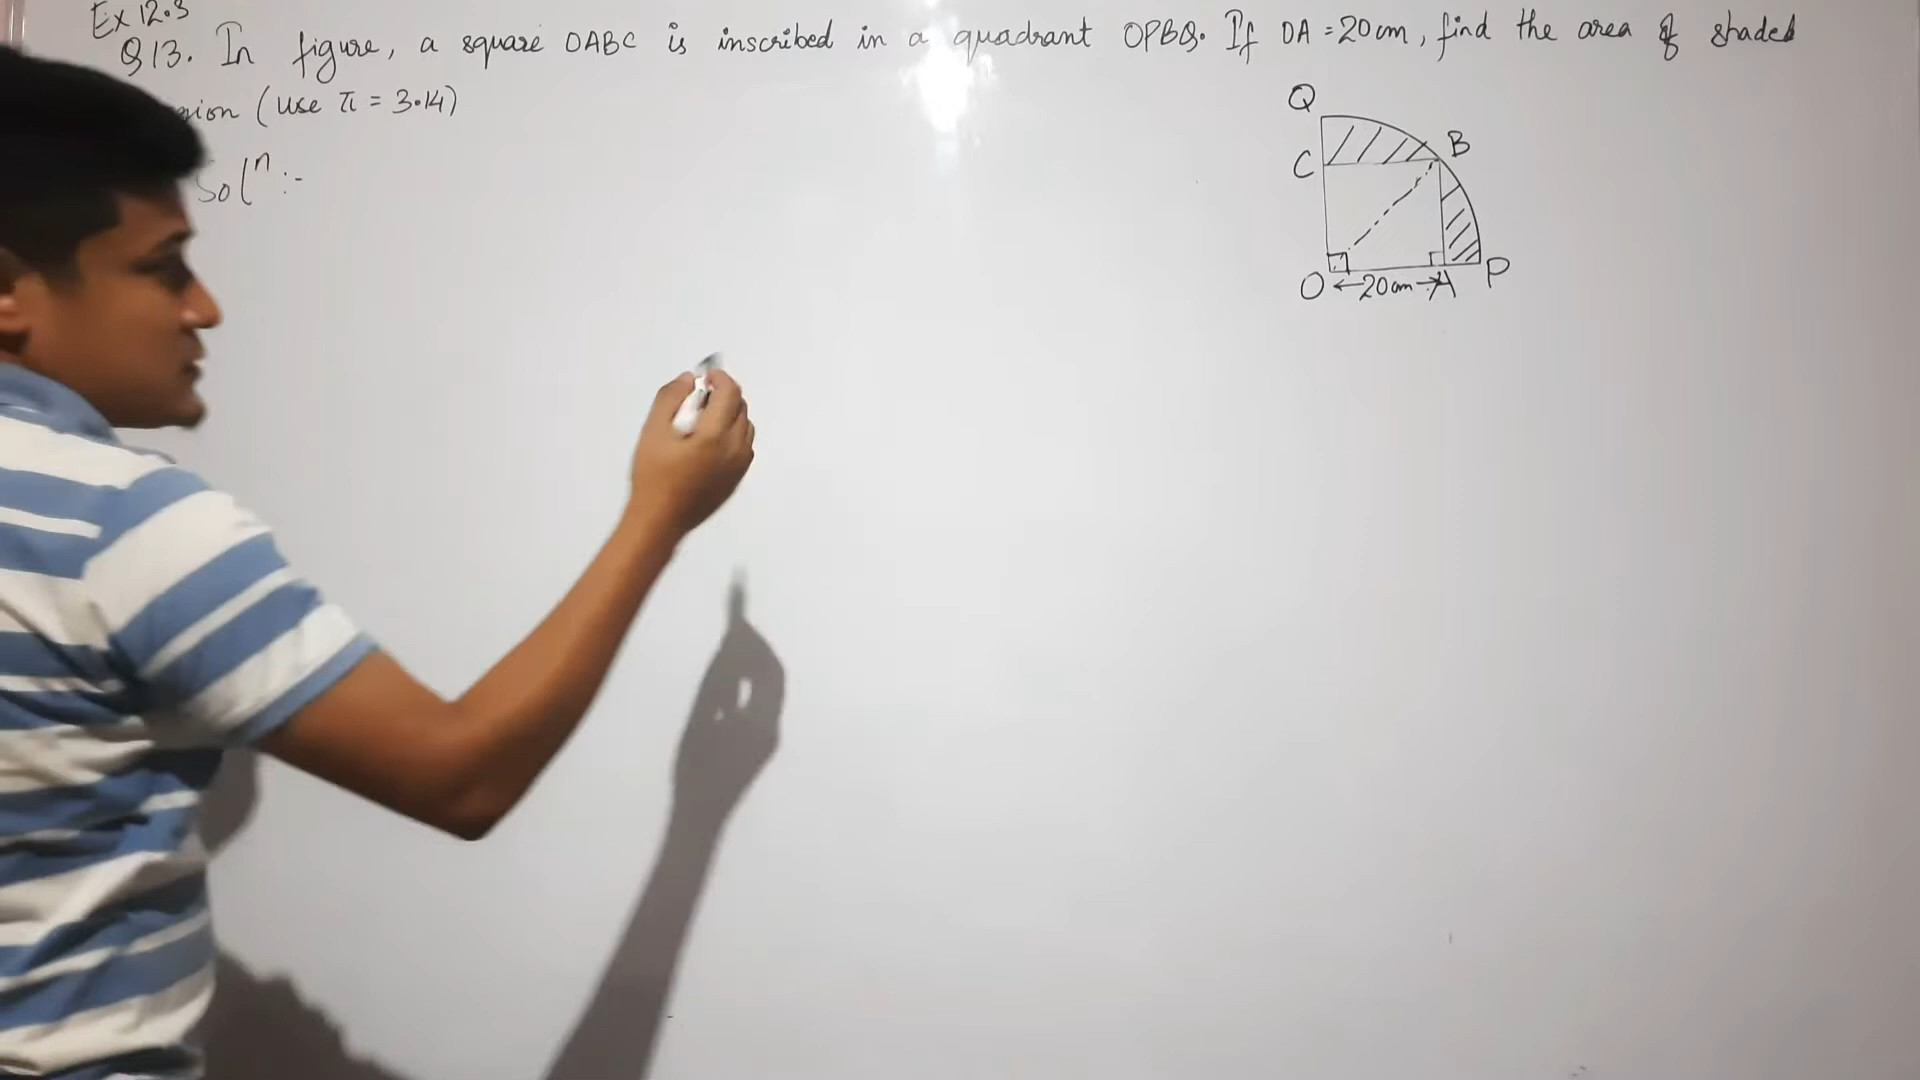 Ex 12.3
Q13. In figure, a square OABC is inscribed in a quadrant OPBQ. If OA = 20cm, find the area of shaded
(use π = 3.14)
Solⁿ :-
Q
B
C
O ←20cm→ A P